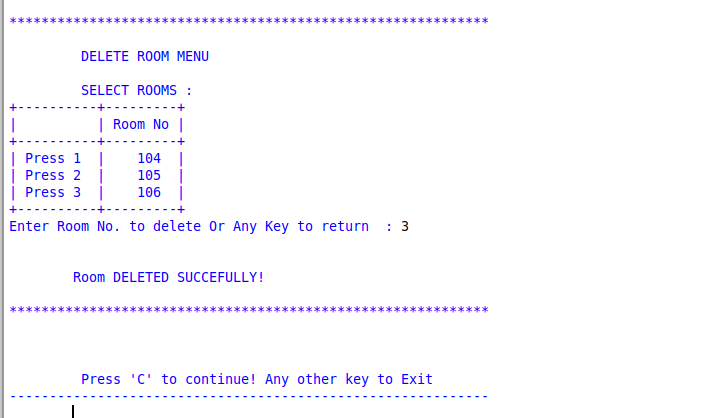 ************************************************************
DELETE ROOM MENU
SELECT ROOMS :
+----------+---------+
|          | Room No |
+----------+---------+
| Press 1  |    104  |
| Press 2  |    105  |
| Press 3  |    106  |
+----------+---------+
Enter Room No. to delete Or Any Key to return  : 3
Room DELETED SUCCEFULLY!
************************************************************
Press 'C' to continue! Any other key to Exit
------------------------------------------------------------